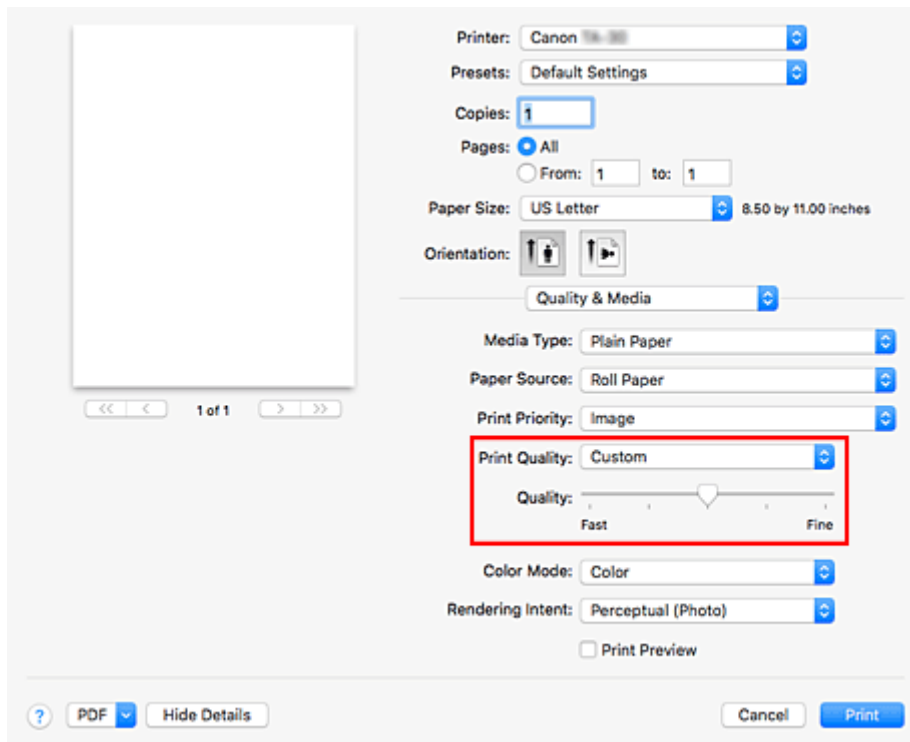 Printer: Canon
Presets: Default Settings
Copies: 1
Pages: All
From: 1 to: 1
Paper Size: US Letter 8.50 by 11.00 inches
Orientation:
Quality & Media
Media Type: Plain Paper
Paper Source: Roll Paper
<< < 1 of 1 > >>
Print Priority: Image
Print Quality: Custom
Quality:
Fast Fine
Color Mode: Color
Rendering Intent: Perceptual (Photo)
Print Preview
? PDF Hide Details Cancel Print